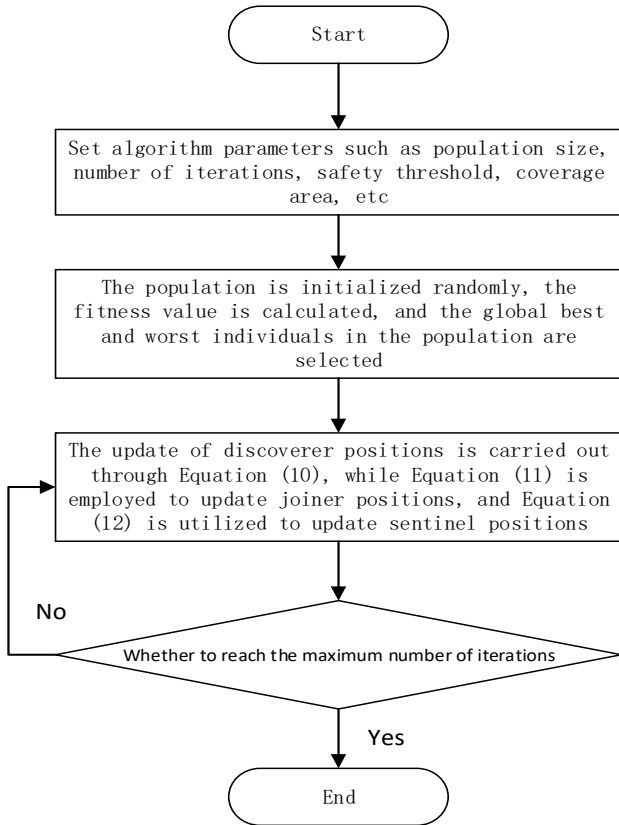 Start
Set algorithm parameters such as population size,
number of iterations, safety threshold, coverage
area, etc
The population is initialized randomly, the
fitness value is calculated, and the global best
and worst individuals in the population are
selected
The update of discoverer positions is carried out
through Equation (10), while Equation (11) is
employed to update joiner positions, and Equation
(12) is utilized to update sentinel positions
No
Whether to reach the maximum number of iterations
Yes
End